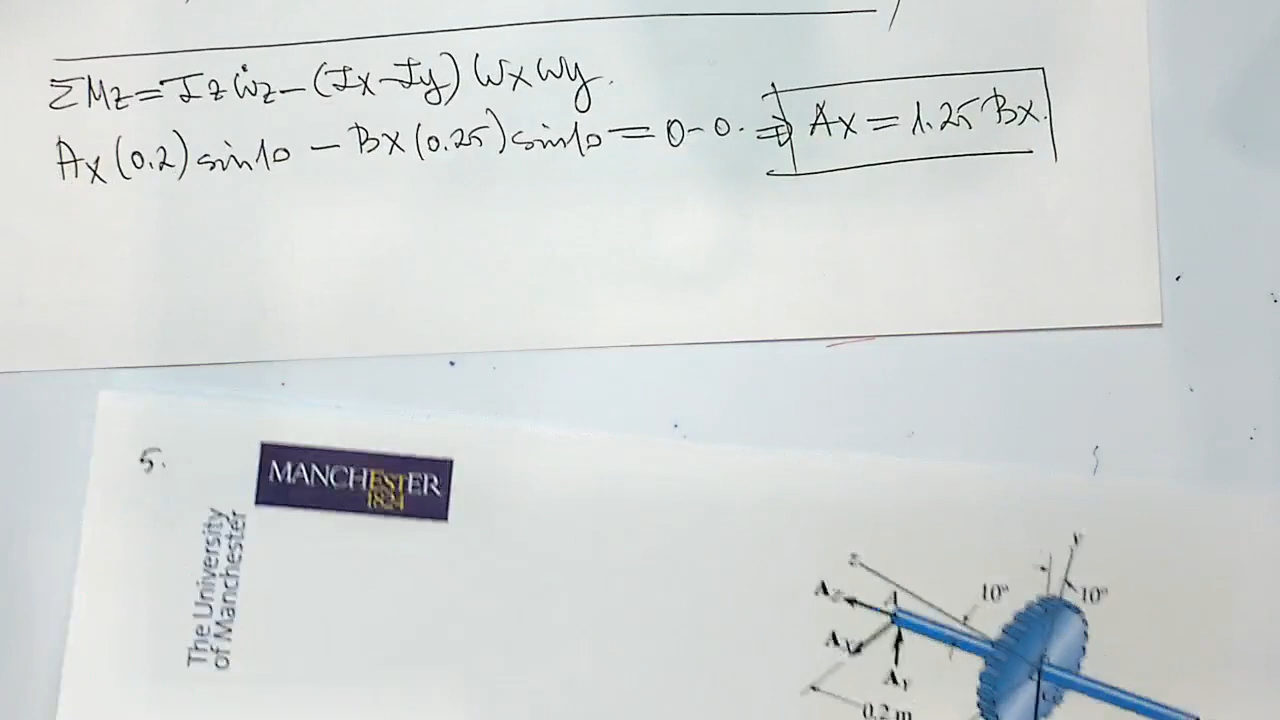 ΣMz = Iz ω̇z − (Ix − Iy) ωx ωy.
Ax (0.2) sin10 − Bx (0.25) sin10 = 0 − 0. ⇒ Ax = 1.25 Bx.
5.
MANCHESTER
1824
The University
of Manchester
y
z
10°
10°
Az
A
Ax
Ay
G
0.2 m